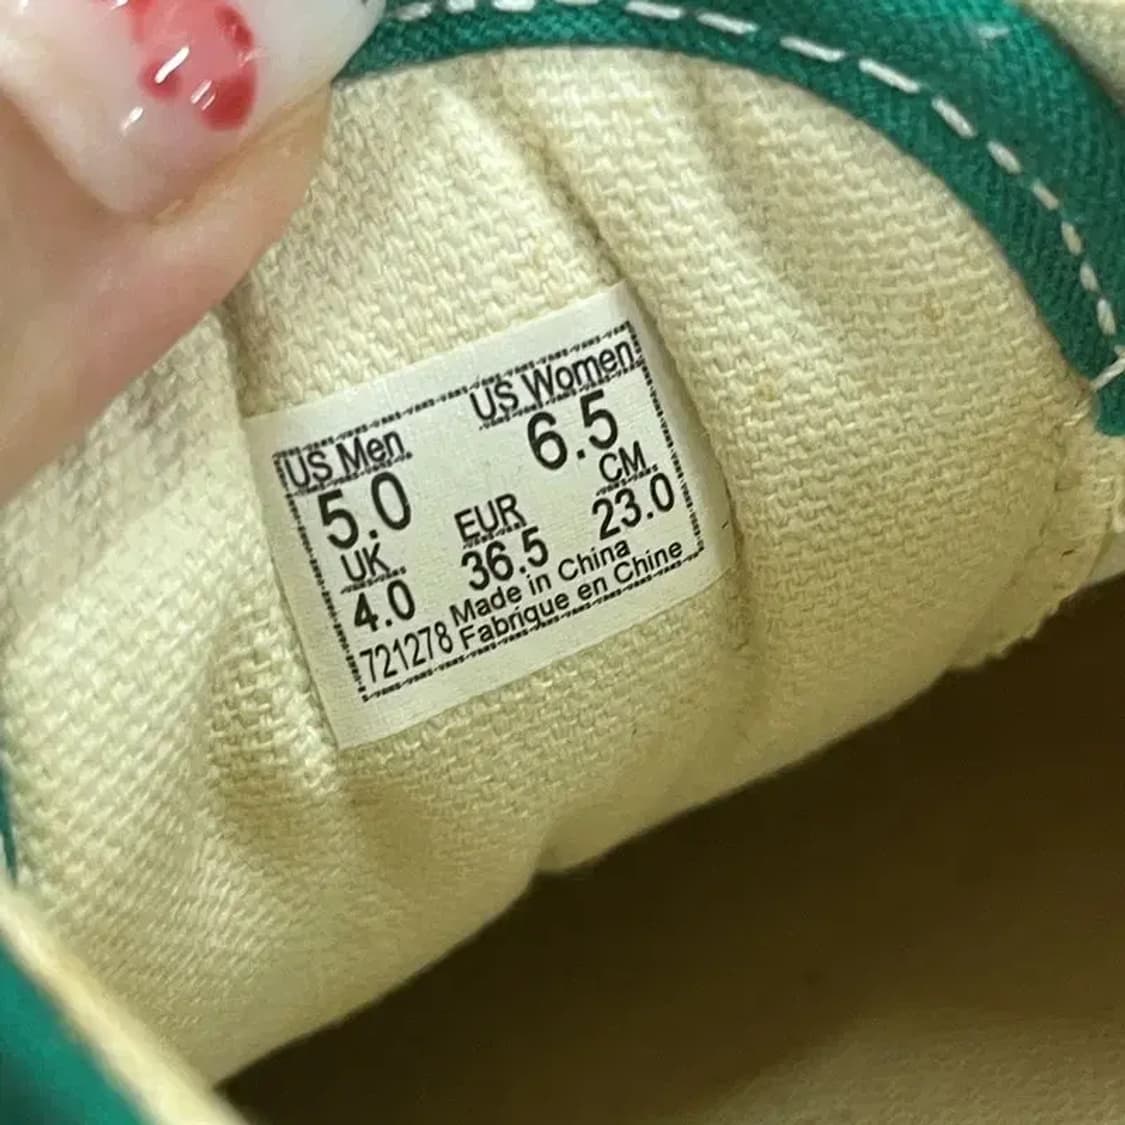 US Men US Women
5.0 6.5
UK EUR CM
4.0 36.5 23.0
Made in China
721278 Fabrique en Chine